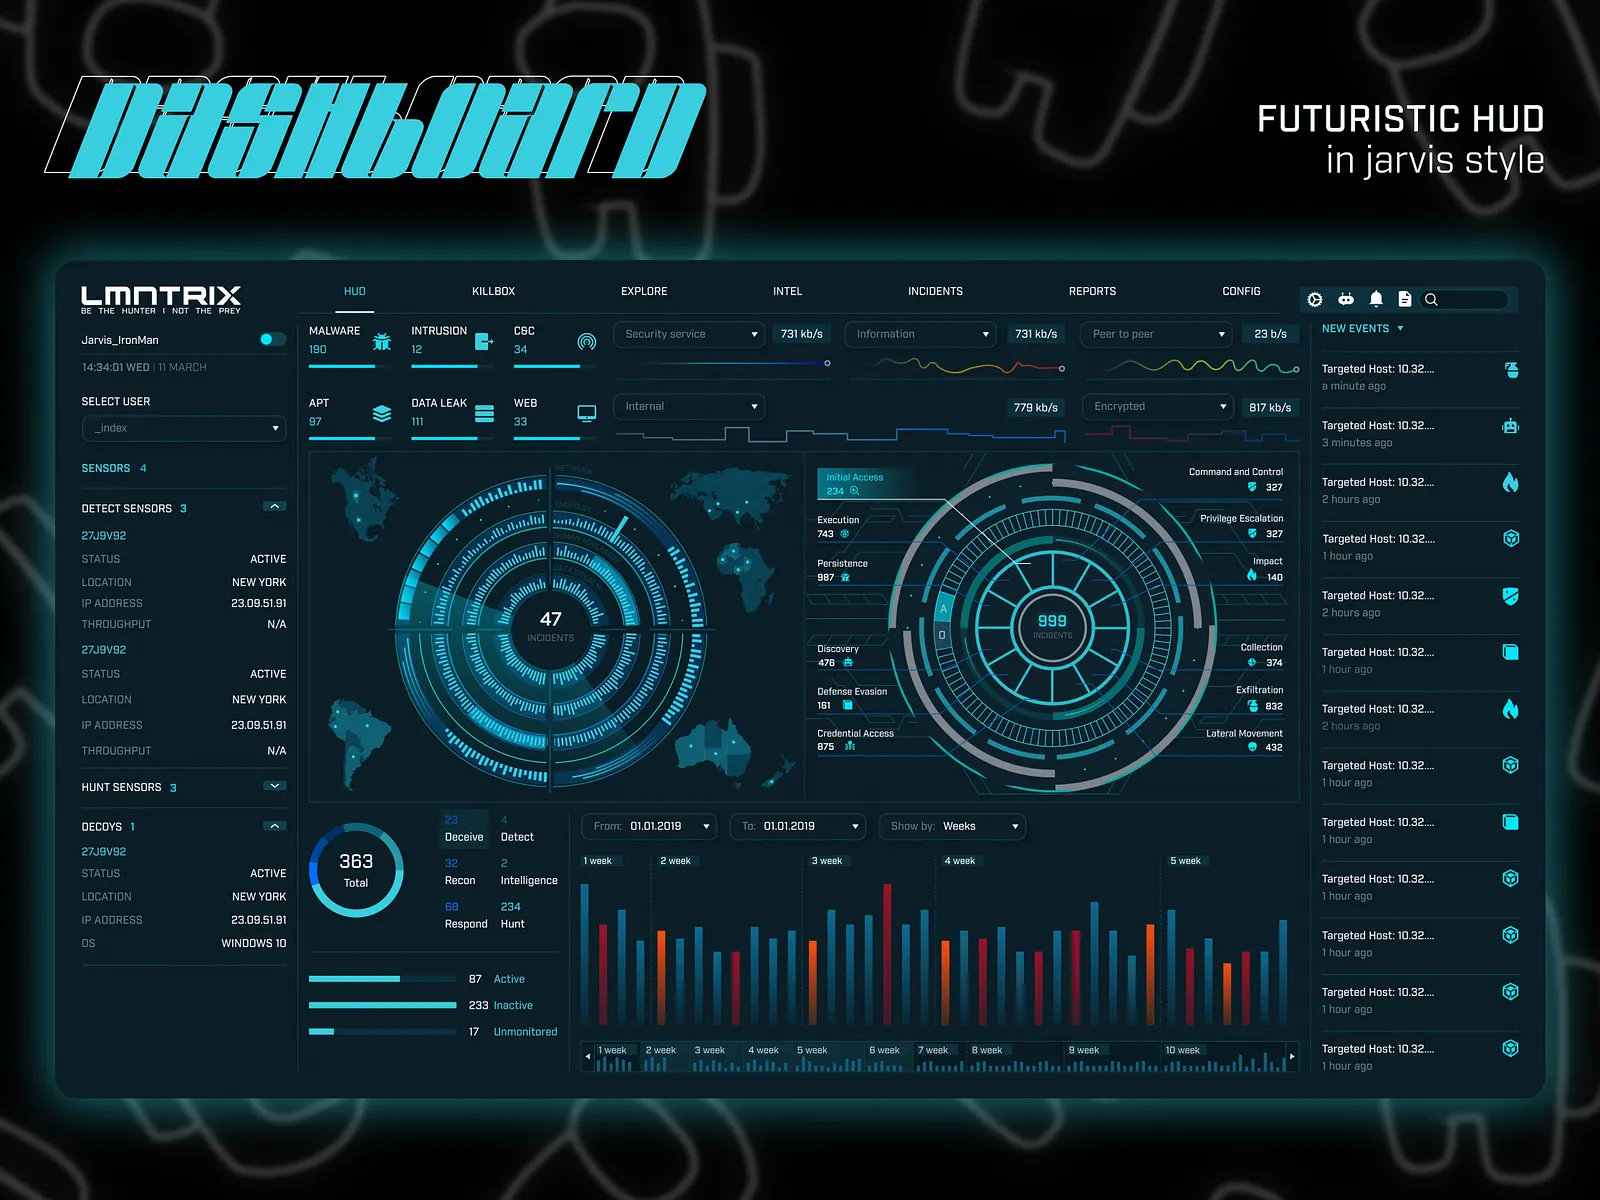 Dashboard
FUTURISTIC HUD
in jarvis style
LMNTRIX
BE THE HUNTER I NOT THE PREY
HUD
KILLBOX
EXPLORE
INTEL
INCIDENTS
REPORTS
CONFIG
Jarvis_IronMan
14:34:01 WED | 11 MARCH
SELECT USER
_index
SENSORS 4
DETECT SENSORS 3
27J9V92
STATUS ACTIVE
LOCATION NEW YORK
IP ADDRESS 23.09.51.91
THROUGHPUT N/A
27J9V92
STATUS ACTIVE
LOCATION NEW YORK
IP ADDRESS 23.09.51.91
THROUGHPUT N/A
HUNT SENSORS 3
DECOYS 1
27J9V92
STATUS ACTIVE
LOCATION NEW YORK
IP ADDRESS 23.09.51.91
OS WINDOWS 10
MALWARE
190
INTRUSION
12
C&C
34
APT
97
DATA LEAK
111
WEB
33
Security service
731 kb/s
Information
731 kb/s
Peer to peer
23 b/s
Internal
779 kb/s
Encrypted
817 kb/s
NETWORK
ENDPOINT
47
INCIDENTS
Initial Access
234
Execution
743
Persistence
987
Discovery
476
Defense Evasion
161
Credential Access
875
A
D
999
INCIDENTS
Command and Control
327
Privilege Escalation
327
Impact
140
Collection
374
Exfiltration
832
Lateral Movement
432
363
Total
23
Deceive
4
Detect
32
Recon
2
Intelligence
68
Respond
234
Hunt
87 Active
233 Inactive
17 Unmonitored
From: 01.01.2019
To: 01.01.2019
Show by: Weeks
1 week
2 week
3 week
4 week
5 week
1 week
2 week
3 week
4 week
5 week
6 week
7 week
8 week
9 week
10 week
NEW EVENTS
Targeted Host: 10.32....
a minute ago
Targeted Host: 10.32....
3 minutes ago
Targeted Host: 10.32....
2 hours ago
Targeted Host: 10.32....
1 hour ago
Targeted Host: 10.32....
2 hours ago
Targeted Host: 10.32....
1 hour ago
Targeted Host: 10.32....
2 hours ago
Targeted Host: 10.32....
1 hour ago
Targeted Host: 10.32....
1 hour ago
Targeted Host: 10.32....
1 hour ago
Targeted Host: 10.32....
1 hour ago
Targeted Host: 10.32....
1 hour ago
Targeted Host: 10.32....
1 hour ago